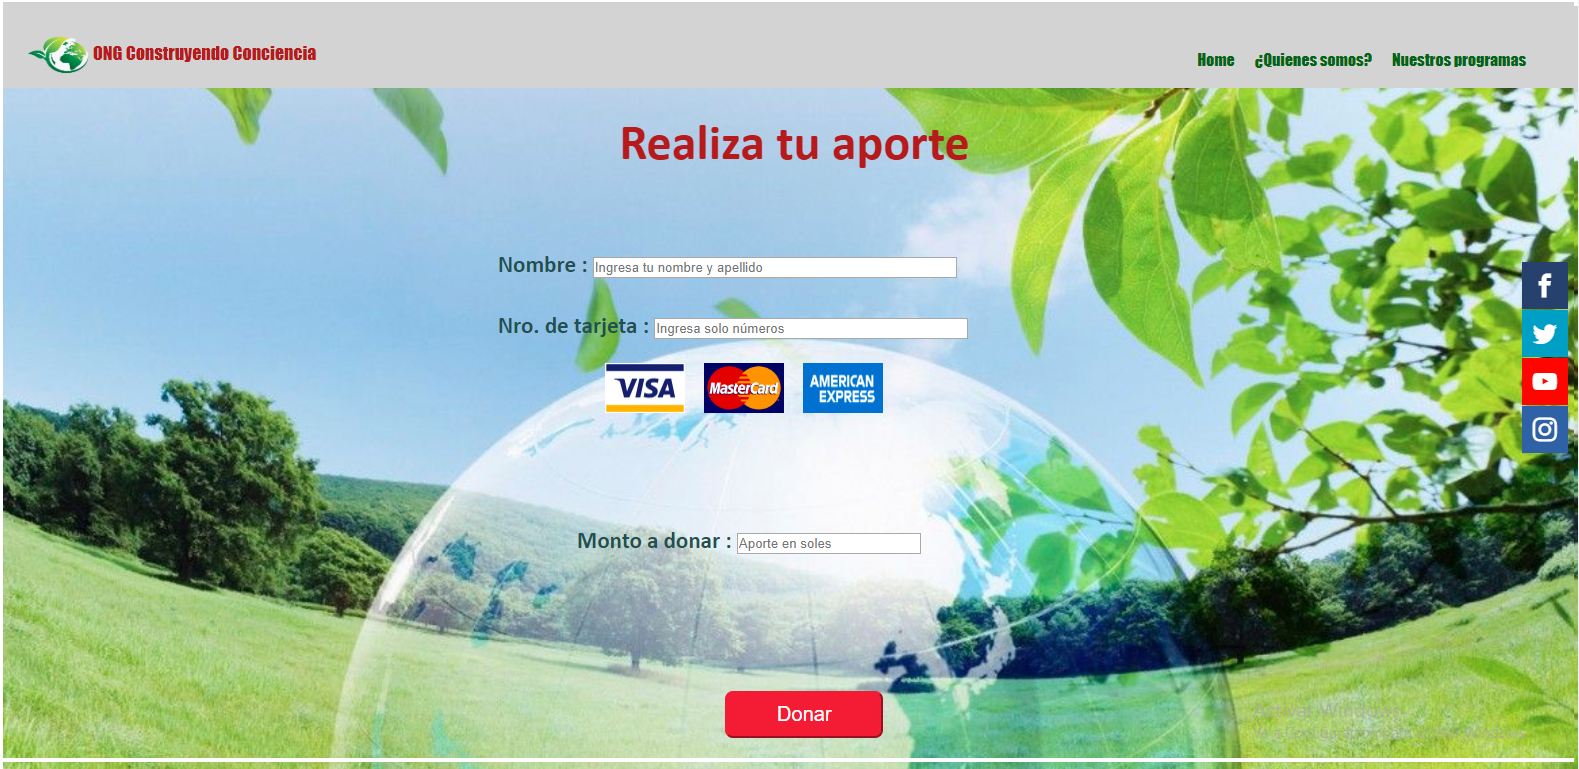 ONG Construyendo Conciencia
Home ¿Quienes somos? Nuestros programas
Realiza tu aporte
Nombre : Ingresa tu nombre y apellido
Nro. de tarjeta : Ingresa solo números
VISA MasterCard AMERICAN EXPRESS
Monto a donar : Aporte en soles
Donar
Activar Windows